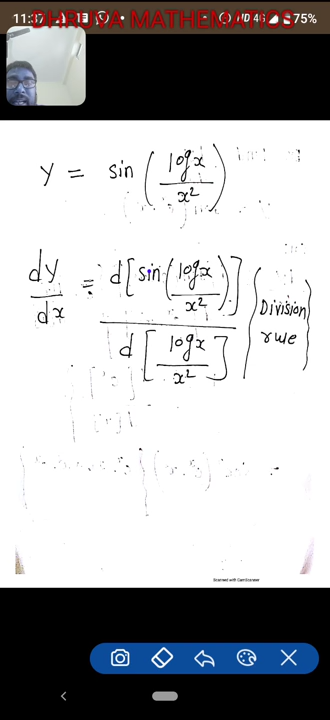 DHRUVA MATHEMATICS
11:37
75%
y = sin ( log x / x² )
dy / dx = d [ sin ( log x / x² ) ] / d [ log x / x² ] { Division rule }
Scanned with CamScanner